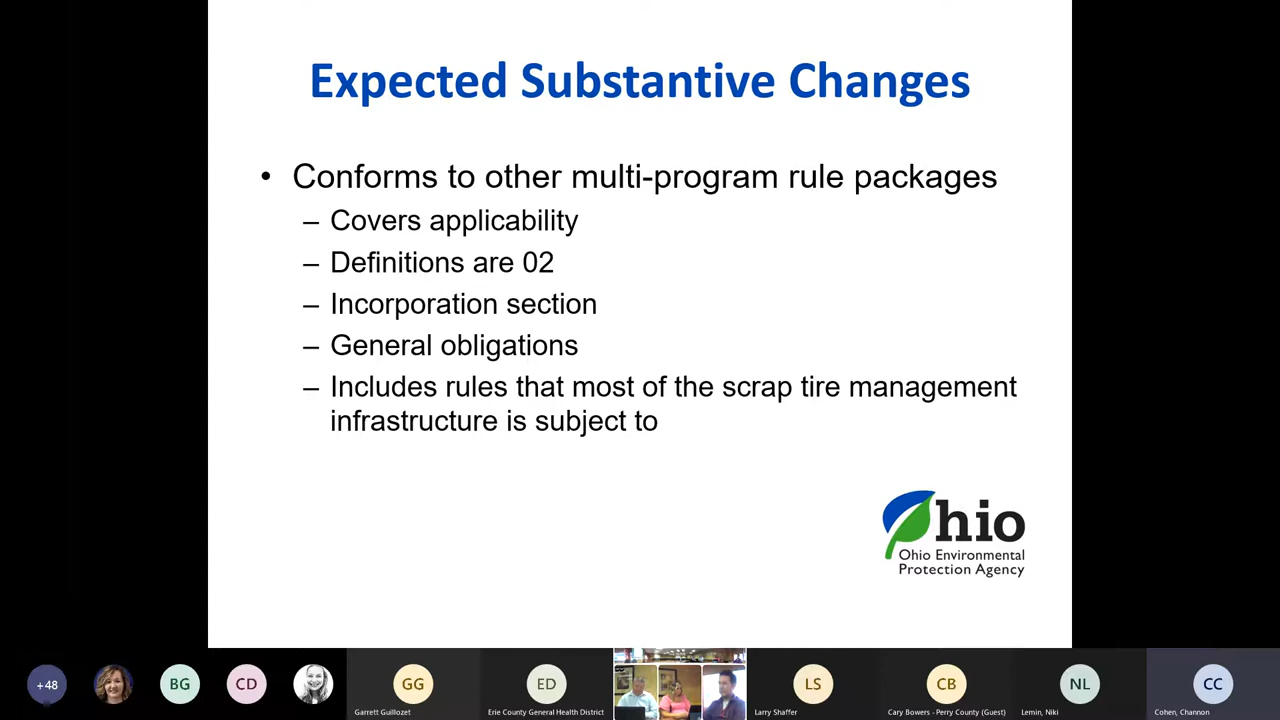 Expected Substantive Changes
• Conforms to other multi-program rule packages
– Covers applicability
– Definitions are 02
– Incorporation section
– General obligations
– Includes rules that most of the scrap tire management
infrastructure is subject to
Ohio
Ohio Environmental
Protection Agency
+48
BG
CD
GG
Garrett Guillozet
ED
Erie County General Health District
LS
Larry Shaffer
CB
Cary Bowers - Perry County (Guest)
NL
Lemin, Niki
CC
Cohen, Channon